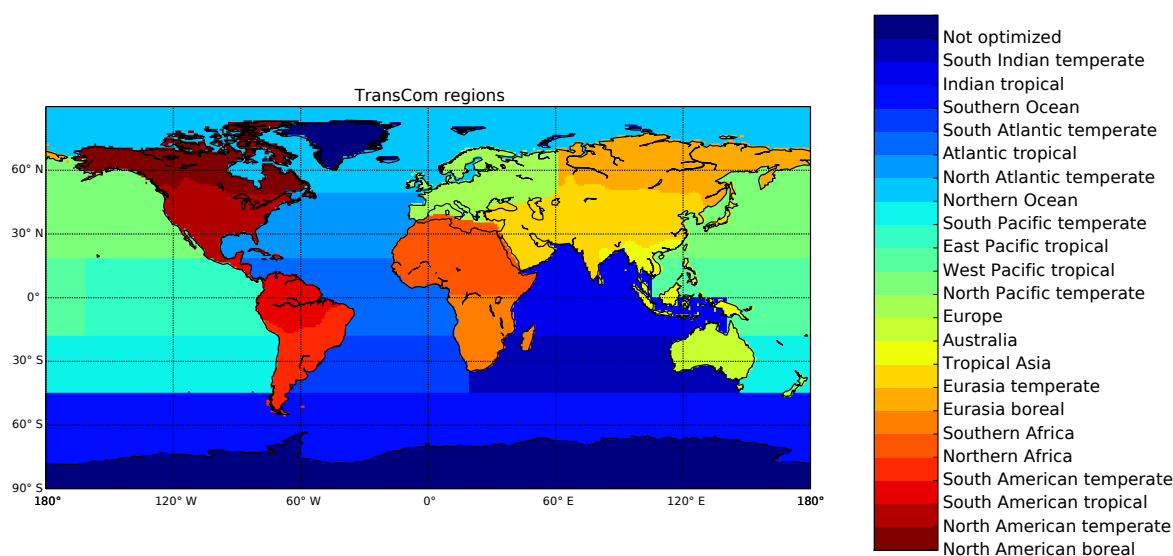 TransCom regions
60° N
30° N
0°
30° S
60° S
90° S
180°
120° W
60° W
0°
60° E
120° E
180°
Not optimized
South Indian temperate
Indian tropical
Southern Ocean
South Atlantic temperate
Atlantic tropical
North Atlantic temperate
Northern Ocean
South Pacific temperate
East Pacific tropical
West Pacific tropical
North Pacific temperate
Europe
Australia
Tropical Asia
Eurasia temperate
Eurasia boreal
Southern Africa
Northern Africa
South American temperate
South American tropical
North American temperate
North American boreal